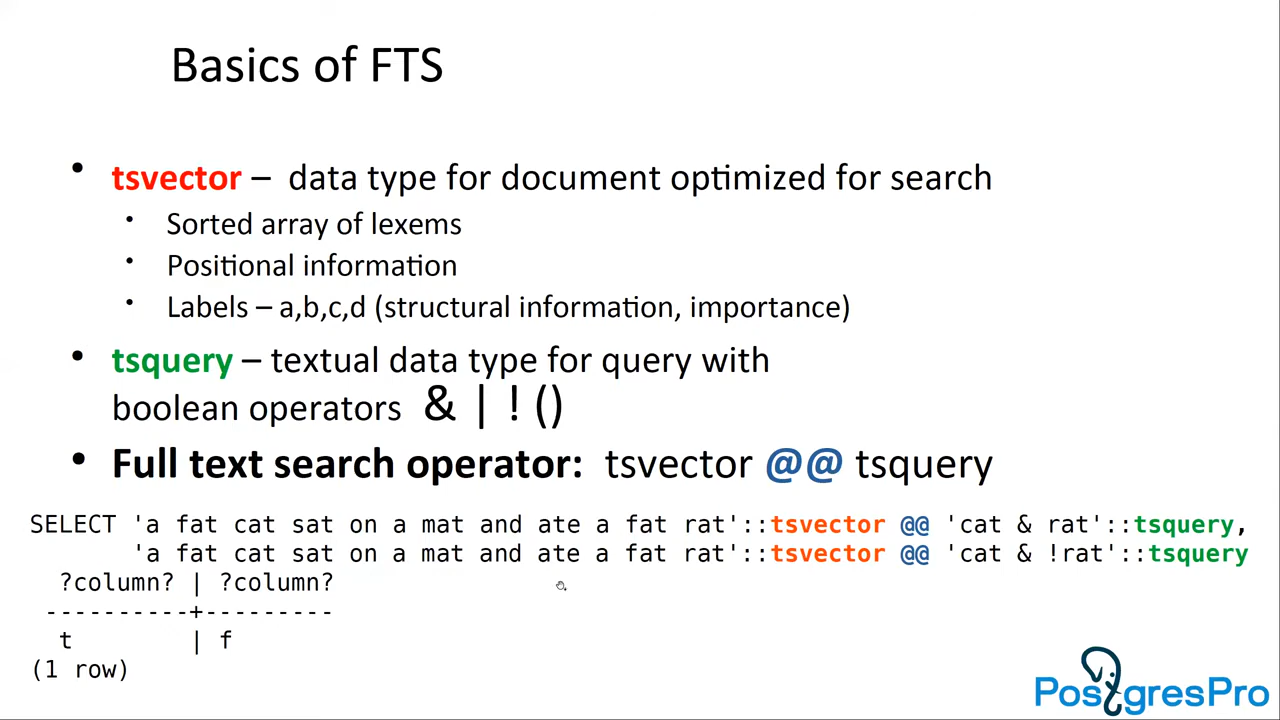 Basics of FTS
• tsvector – data type for document optimized for search
• Sorted array of lexems
• Positional information
• Labels – a,b,c,d (structural information, importance)
• tsquery – textual data type for query with
boolean operators & | ! ()
• Full text search operator: tsvector @@ tsquery
SELECT 'a fat cat sat on a mat and ate a fat rat'::tsvector @@ 'cat & rat'::tsquery,
'a fat cat sat on a mat and ate a fat rat'::tsvector @@ 'cat & !rat'::tsquery
?column? | ?column?
----------+---------
t | f
(1 row)
PostgresPro